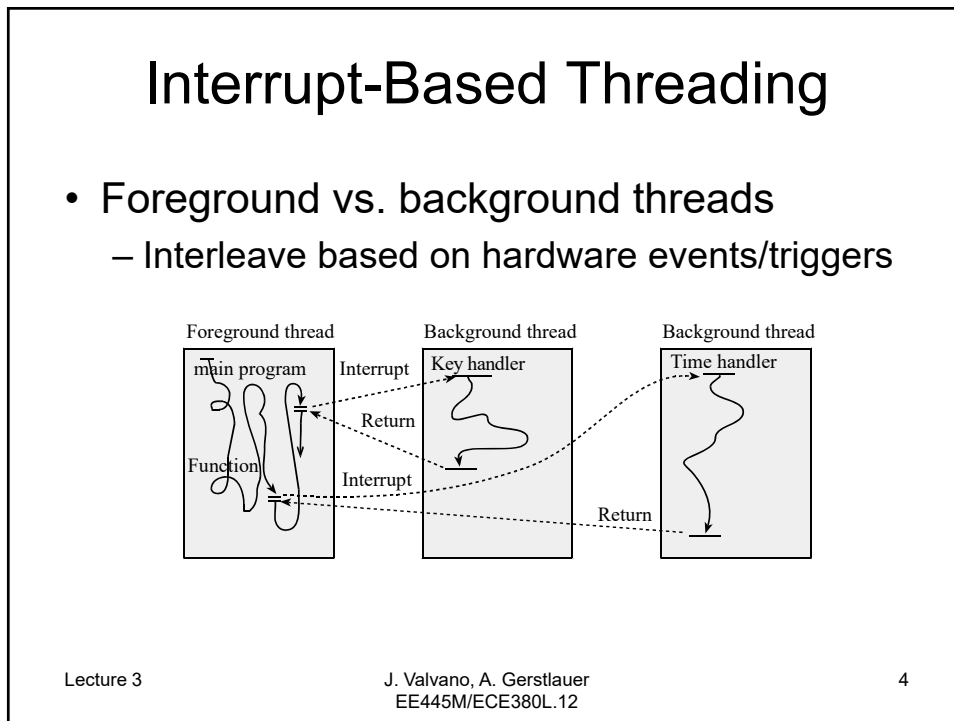 Interrupt-Based Threading
• Foreground vs. background threads
– Interleave based on hardware events/triggers
Foreground thread
Background thread
Background thread
main program
Interrupt
Key handler
Time handler
Return
Function
Interrupt
Return
Lecture 3
J. Valvano, A. Gerstlauer
EE445M/ECE380L.12
4